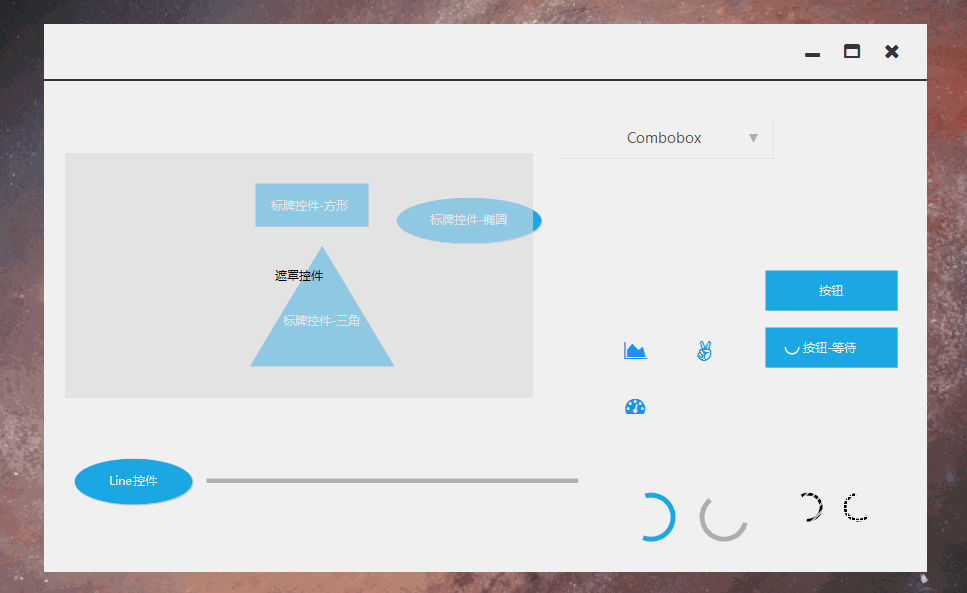 Combobox
标牌控件-方形
标牌控件-椭圆
遮罩控件
按钮
标牌控件-三角
按钮-等待
Line控件